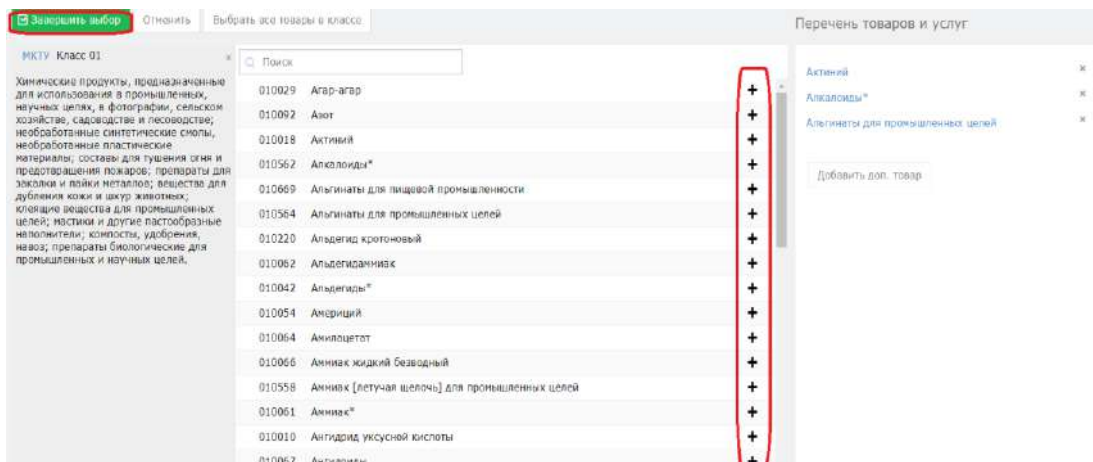 Завершить выбор Отменить Выбрать все товары в классе
Перечень товаров и услуг
МКТУ Класс 01
Химические продукты, предназначенные
для использования в промышленных,
научных целях, в фотографии, сельском
хозяйстве, садоводстве и лесоводстве;
необработанные синтетические смолы,
необработанные пластические
материалы; составы для тушения огня и
предотвращения пожаров; препараты для
закалки и пайки металлов; вещества для
дубления кожи и шкур животных;
клеящие вещества для промышленных
целей; мастики и другие пастообразные
наполнители; компосты, удобрения,
навоз; препараты биологические для
промышленных и научных целей.
Поиск
010029 Агар-агар
010092 Азот
010018 Актиний
010562 Алкалоиды*
010669 Альгинаты для пищевой промышленности
010564 Альгинаты для промышленных целей
010220 Альдегид кротоновый
010062 Альдегидаммиак
010042 Альдегиды*
010054 Америций
010064 Амилацетат
010066 Аммиак жидкий безводный
010558 Аммиак [летучая щелочь] для промышленных целей
010061 Аммиак*
010010 Ангидрид уксусной кислоты
Актиний
Алкалоиды*
Альгинаты для промышленных целей
Добавить доп. товар